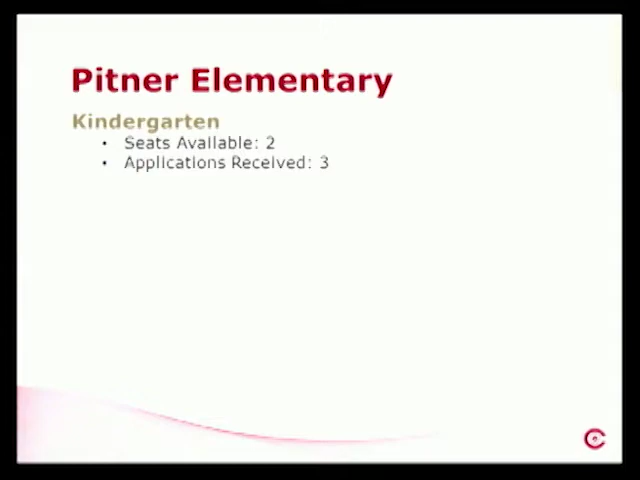 Pitner Elementary
Kindergarten
• Seats Available: 2
• Applications Received: 3